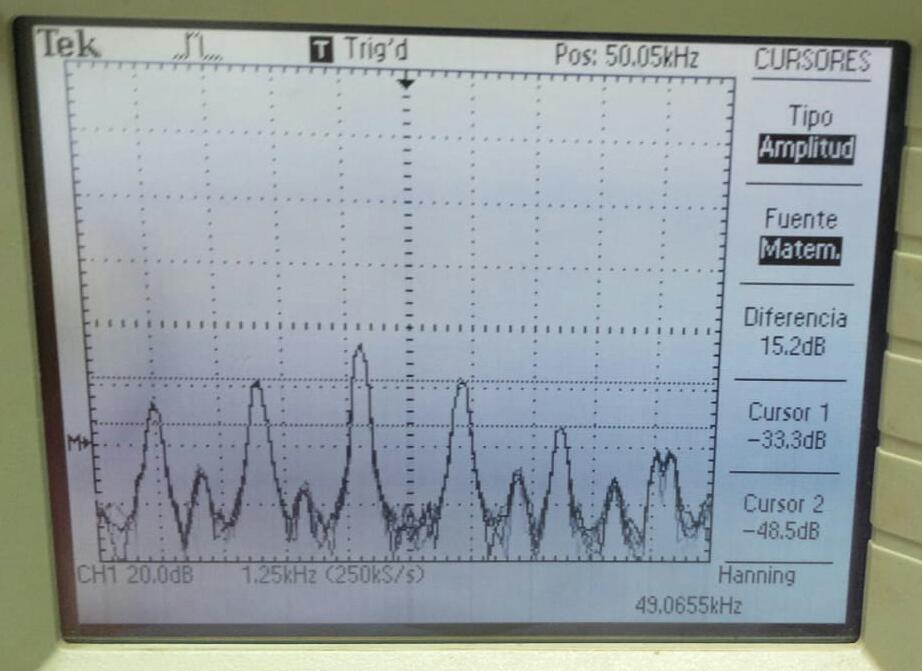 Tek T Trig'd Pos: 50.05kHz CURSORES
Tipo
Amplitud
Fuente
Matem.
Diferencia
15.2dB
Cursor 1
-33.3dB
Cursor 2
-48.5dB
M
CH1 20.0dB 1.25kHz (250kS/s) Hanning
49.0655kHz